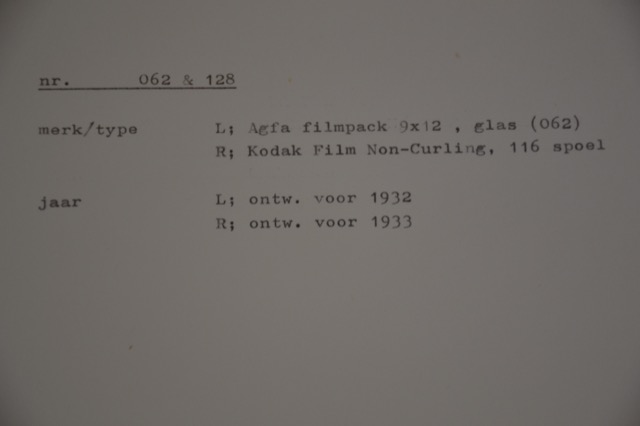 nr. 062 & 128
merk/type L; Agfa filmpack 9x12 , glas (062)
R; Kodak Film Non-Curling, 116 spoel
jaar L; ontw. voor 1932
R; ontw. voor 1933